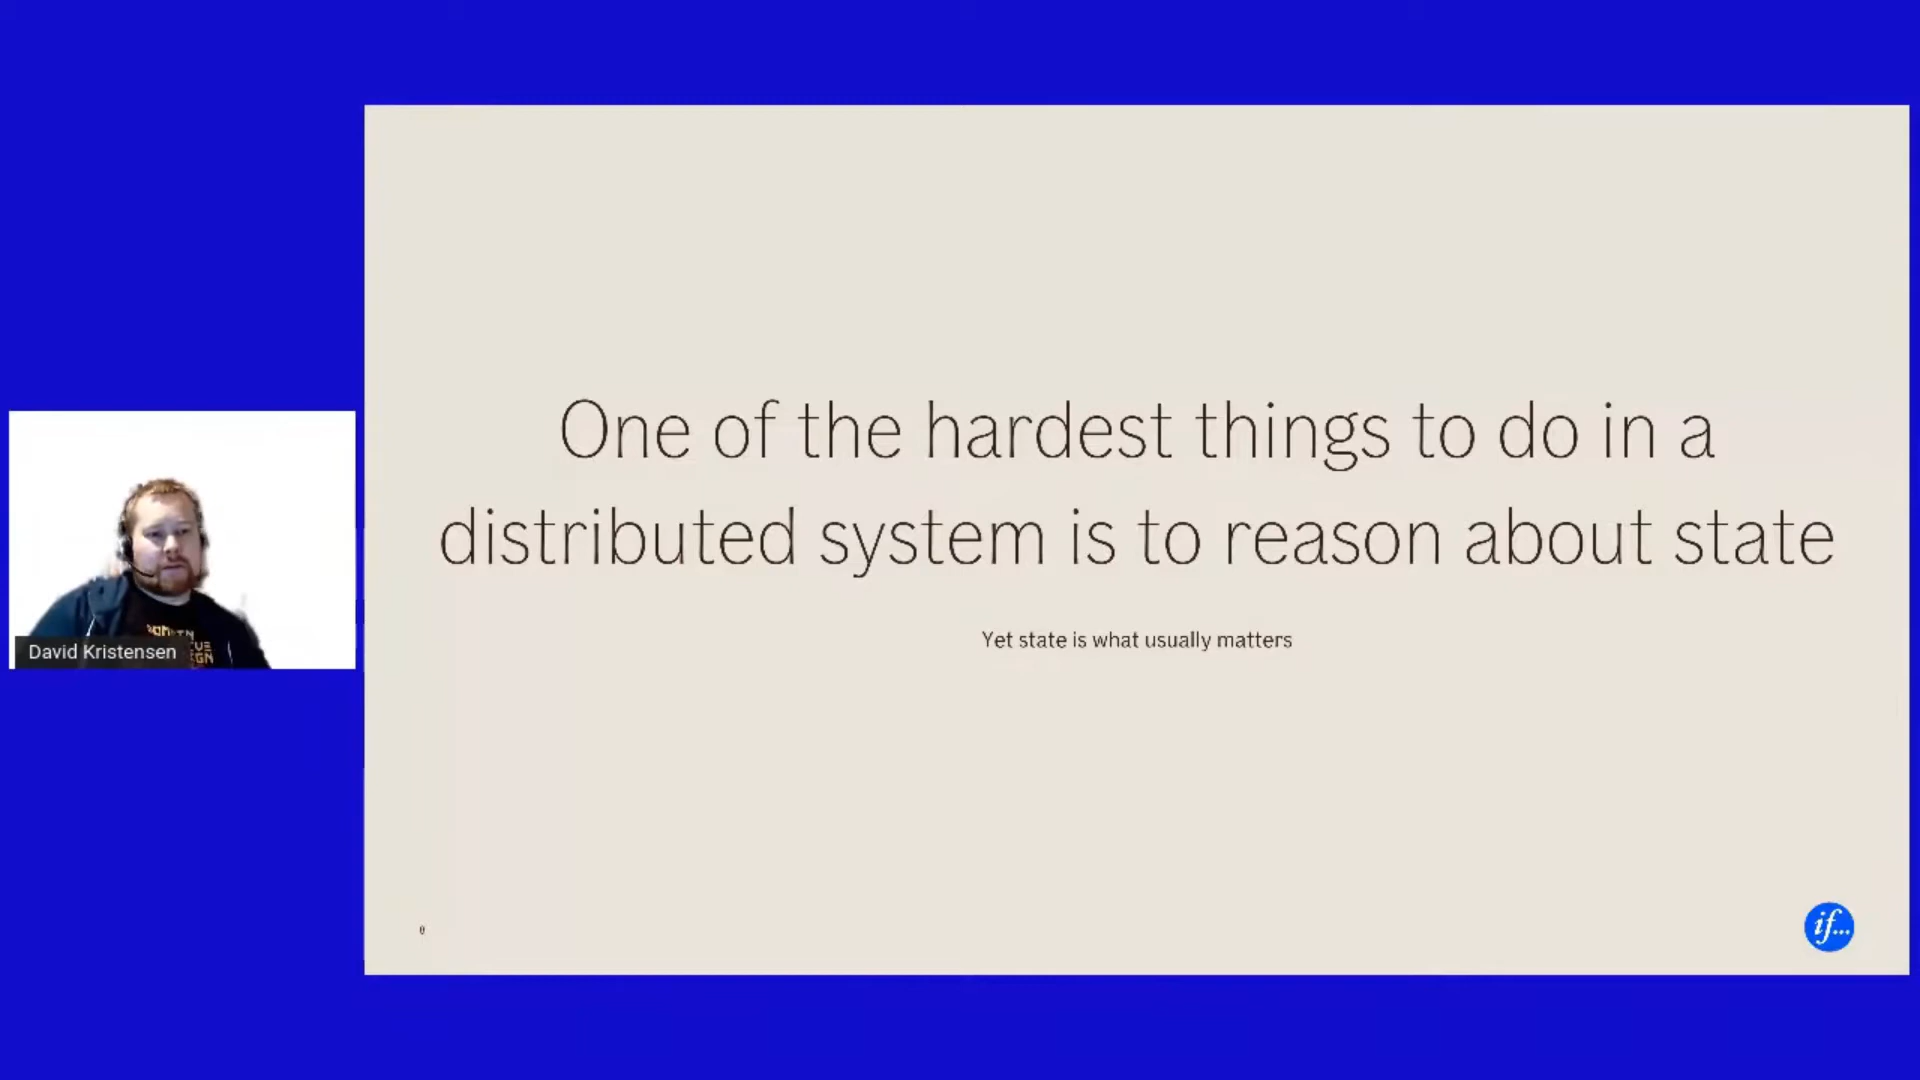 One of the hardest things to do in a
distributed system is to reason about state
Yet state is what usually matters
David Kristensen
if...